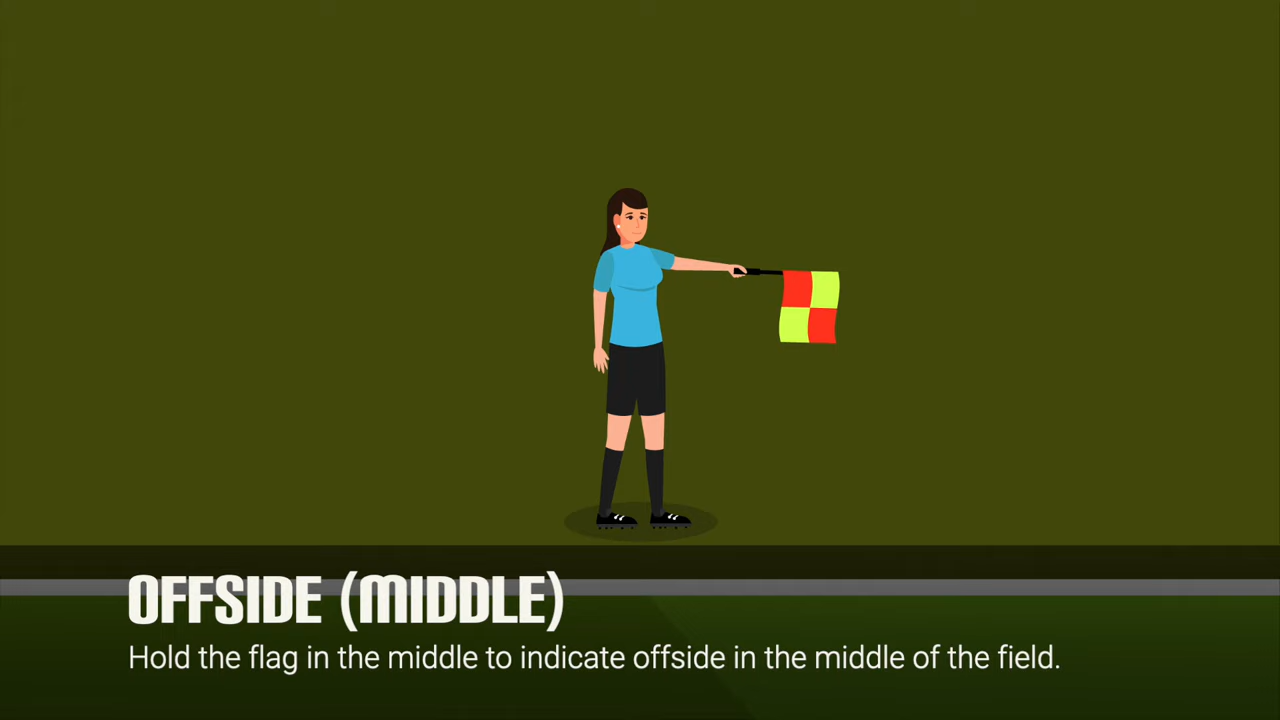 OFFSIDE (MIDDLE)
Hold the flag in the middle to indicate offside in the middle of the field.